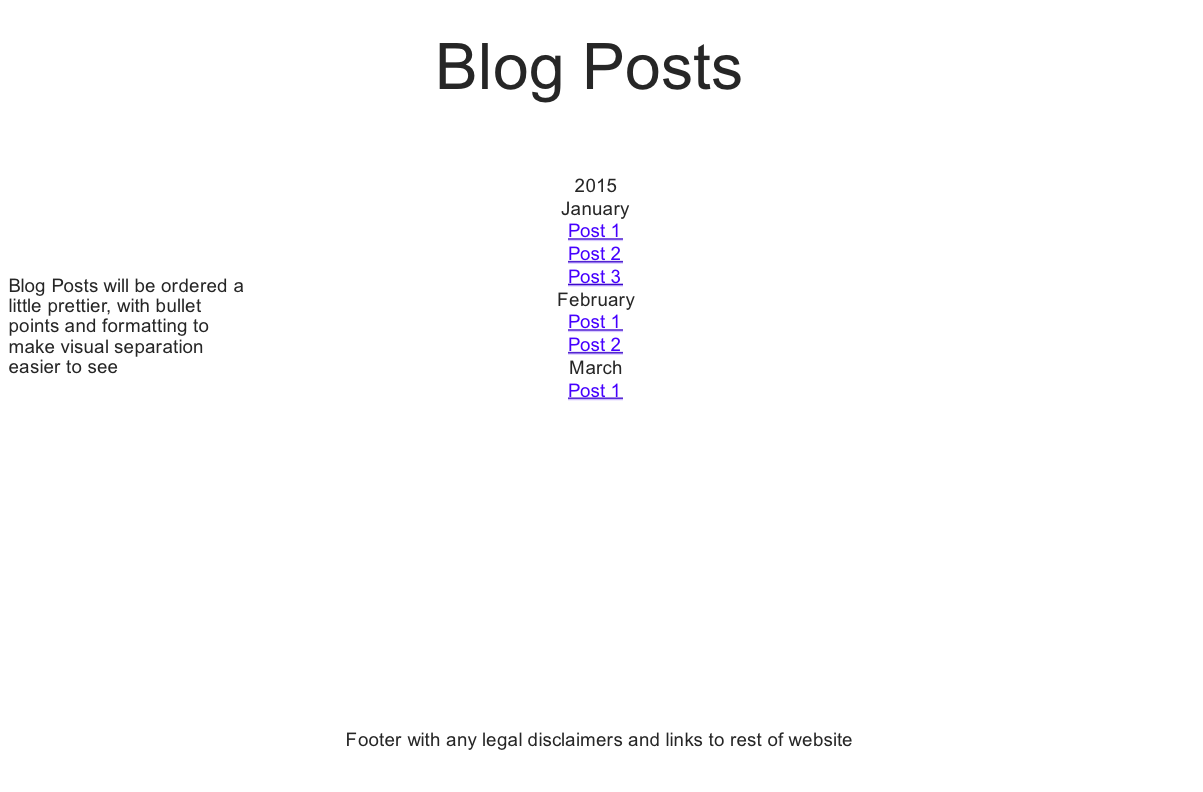 Blog Posts
2015
January
Post 1
Post 2
Post 3
February
Post 1
Post 2
March
Post 1
Blog Posts will be ordered a
little prettier, with bullet
points and formatting to
make visual separation
easier to see
Footer with any legal disclaimers and links to rest of website